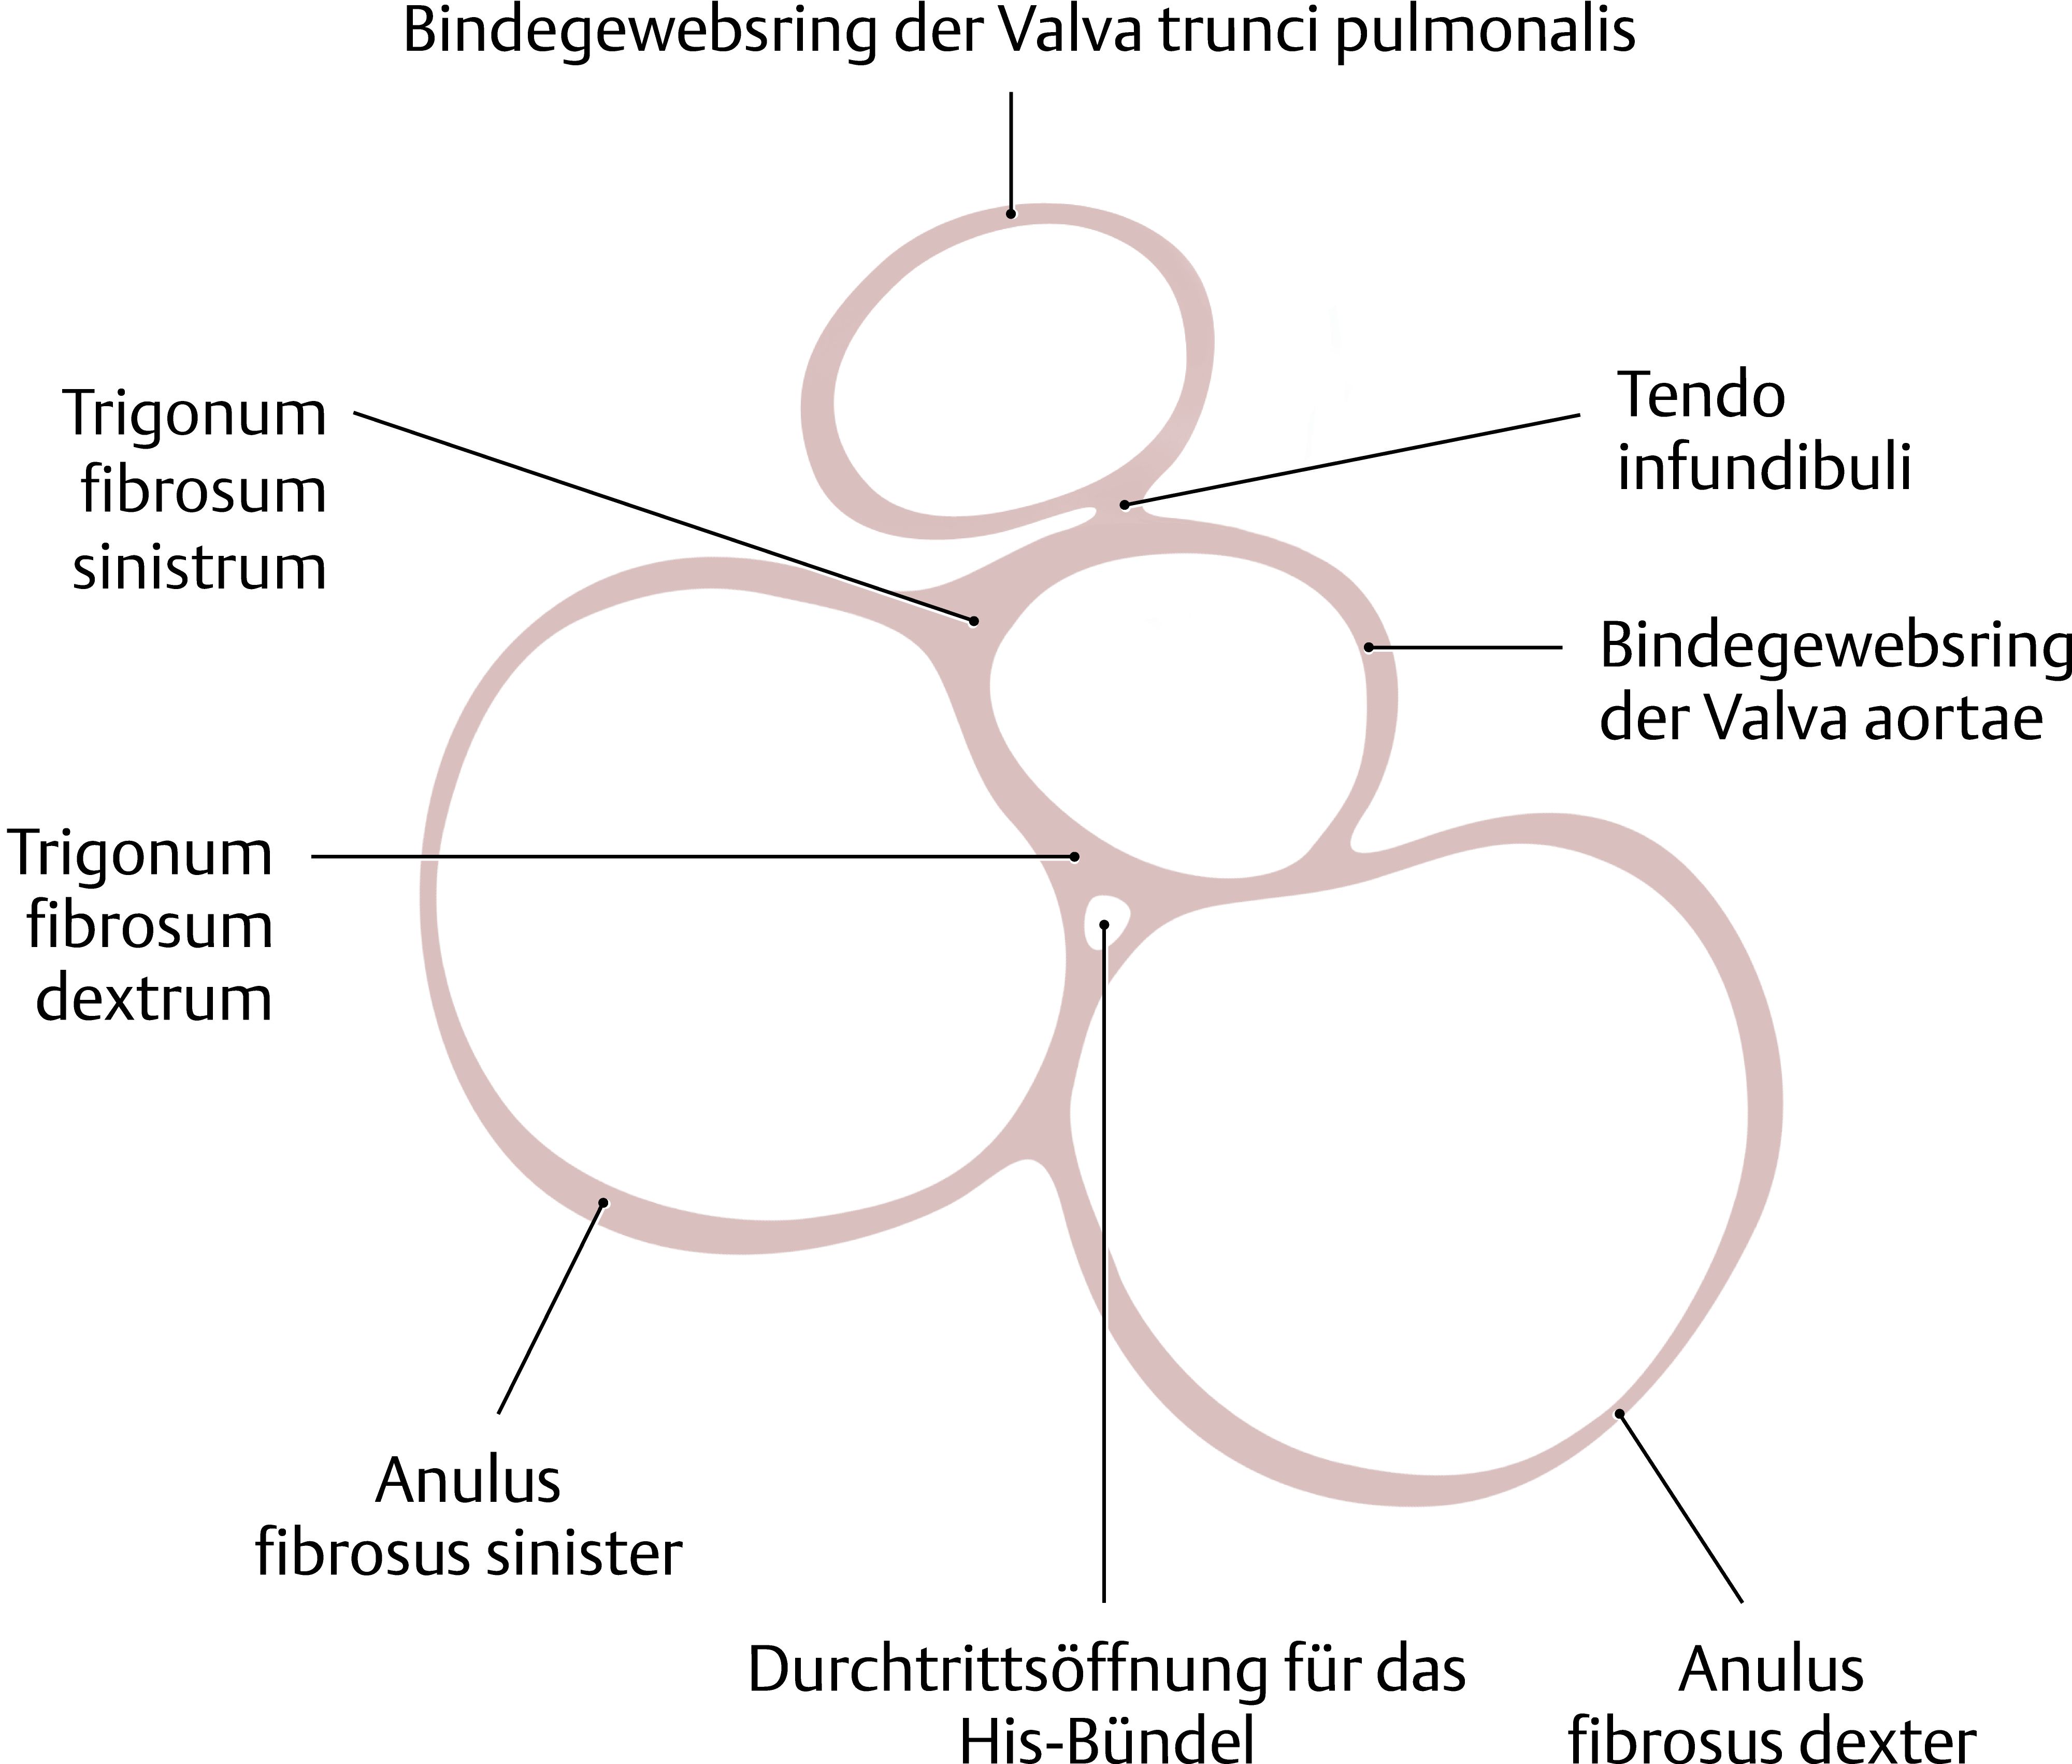 Bindegewebsring der Valva trunci pulmonalis
Trigonum
fibrosum
sinistrum
Tendo
infundibuli
Bindegewebsring
der Valva aortae
Trigonum
fibrosum
dextrum
Anulus
fibrosus sinister
Durchtrittsöffnung für das
His-Bündel
Anulus
fibrosus dexter